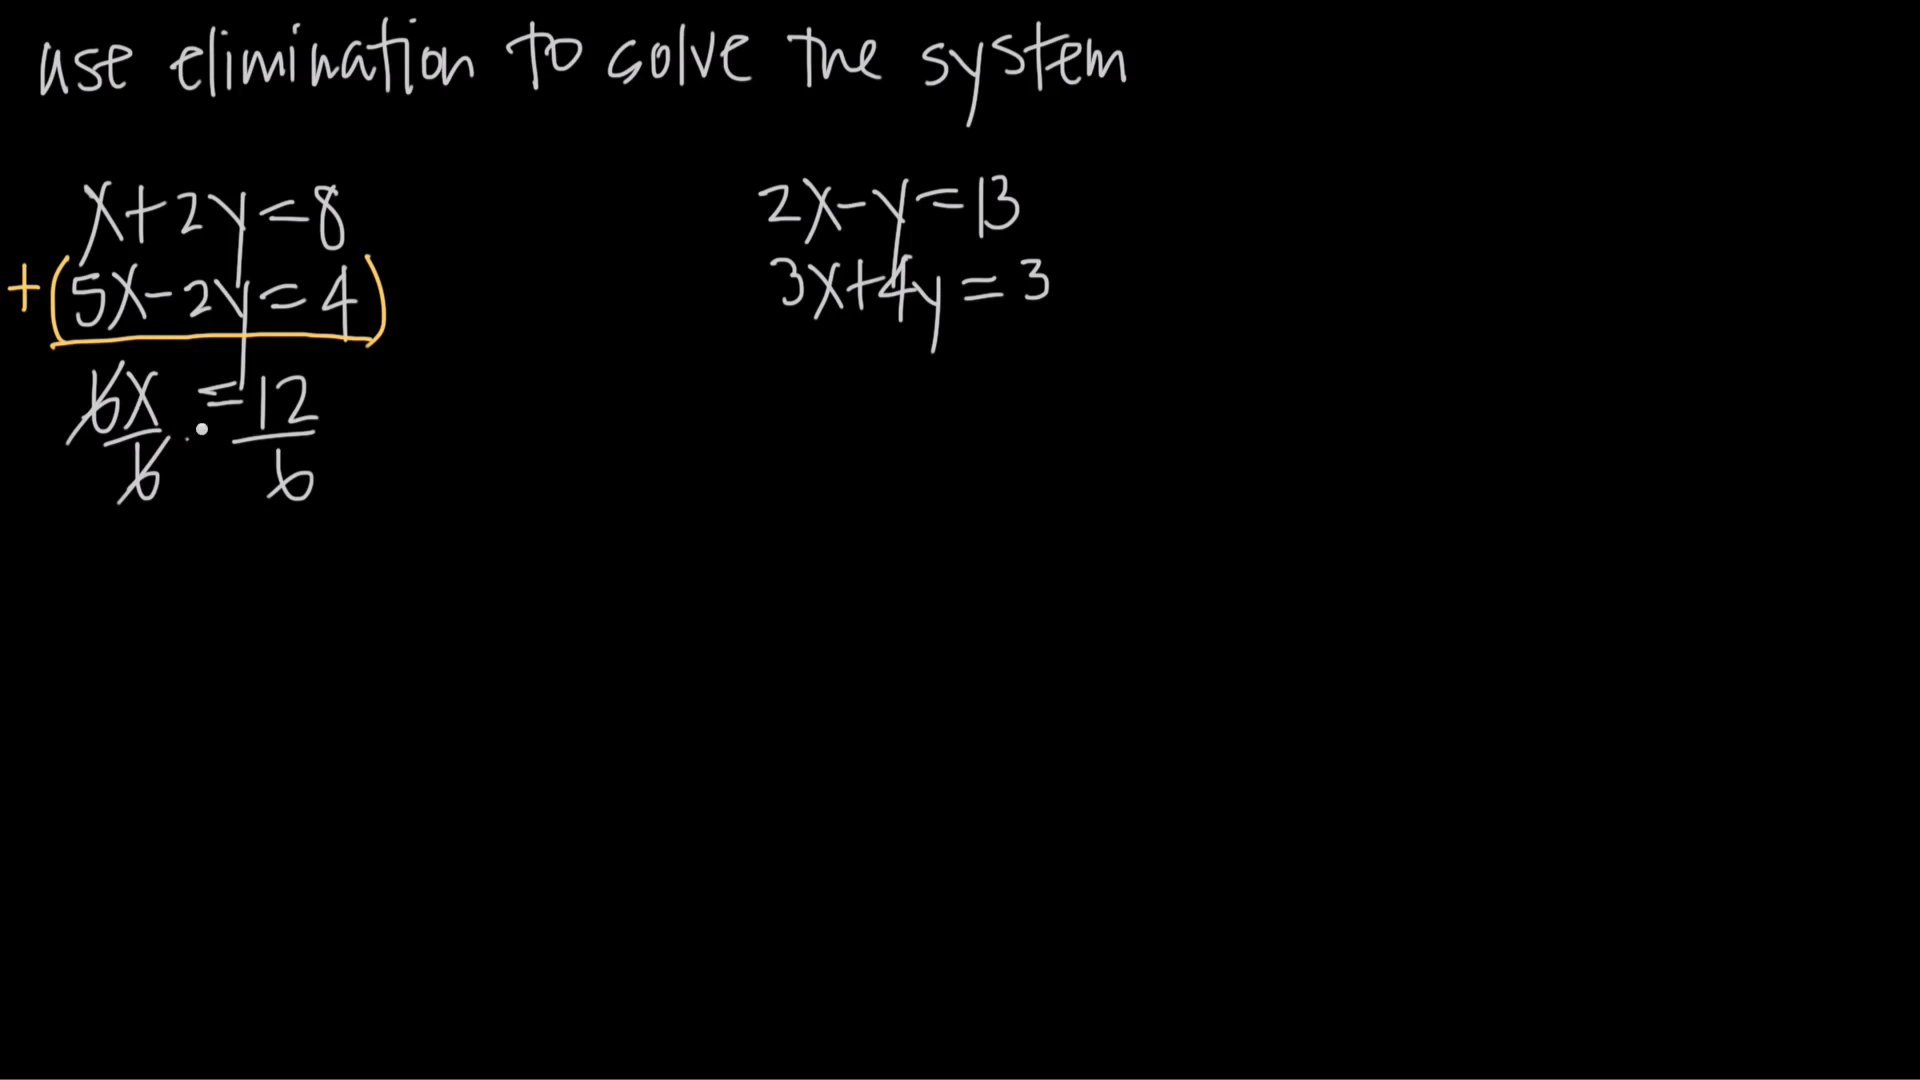 use elimination to solve the system
x+2y=8
+(5x-2y=4)
6x = 12
6 6
2x-y=13
3x+4y=3